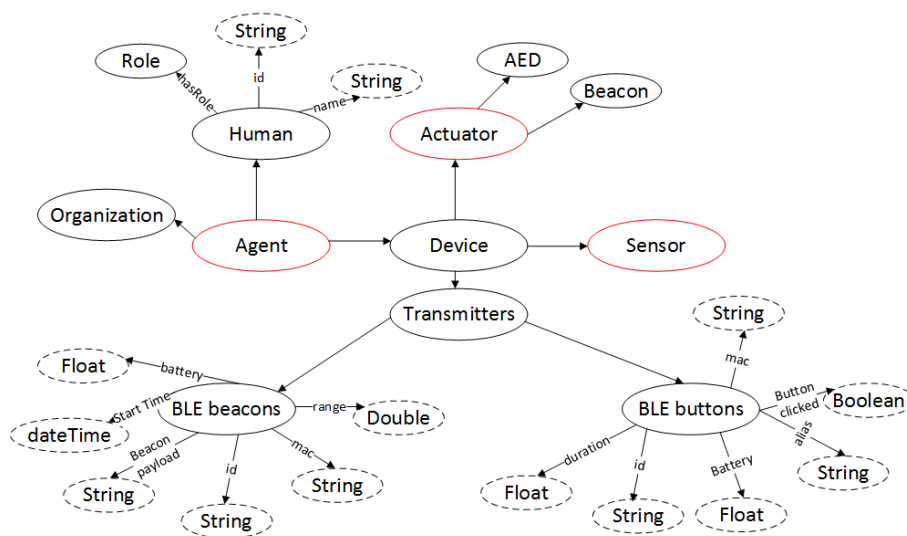 String
AED
Role
id
hasRole
name
String
Beacon
Human
Actuator
Organization
Agent
Device
Sensor
Transmitters
String
mac
Float
battery
Start Time
BLE beacons
range
Double
dateTime
Beacon
payload
id
mac
String
String
String
BLE buttons
Button
clicked
Boolean
alias
duration
id
Battery
Float
String
Float
String